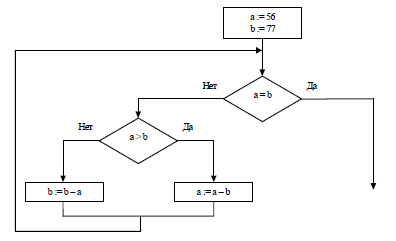 a := 56
b := 77
Нет
Да
a = b
Нет
Да
a > b
b := b – a
a := a – b